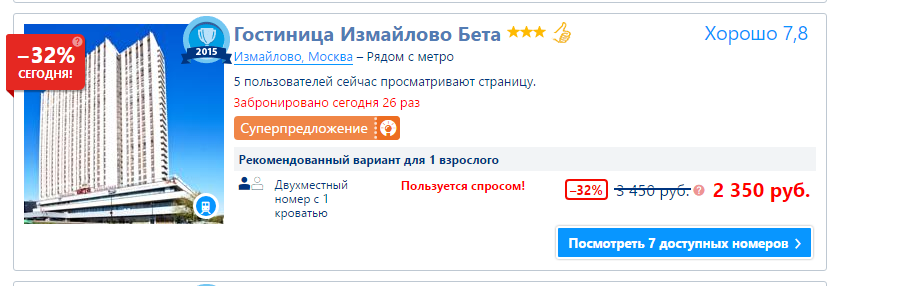 −32%
СЕГОДНЯ!
2015
Гостиница Измайлово Бета
Хорошо 7,8
Измайлово, Москва – Рядом с метро
5 пользователей сейчас просматривают страницу.
Забронировано сегодня 26 раз
Суперпредложение
Рекомендованный вариант для 1 взрослого
Двухместный
номер с 1
кроватью
Пользуется спросом!
−32% 3 450 руб. ? 2 350 руб.
Посмотреть 7 доступных номеров